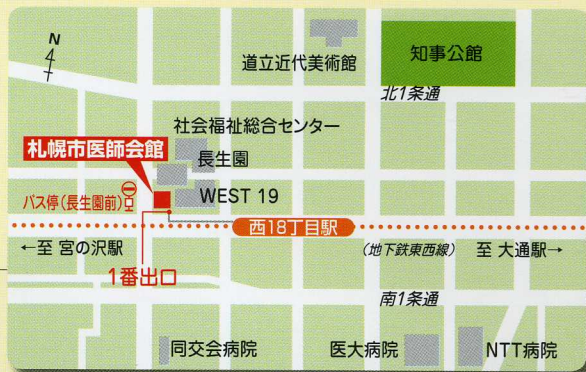 N
道立近代美術館
知事公館
北1条通
社会福祉総合センター
札幌市医師会館
長生園
バス停(長生園前)
WEST 19
西18丁目駅
←至 宮の沢駅
(地下鉄東西線)
至 大通駅→
1番出口
南1条通
同交会病院
医大病院
NTT病院